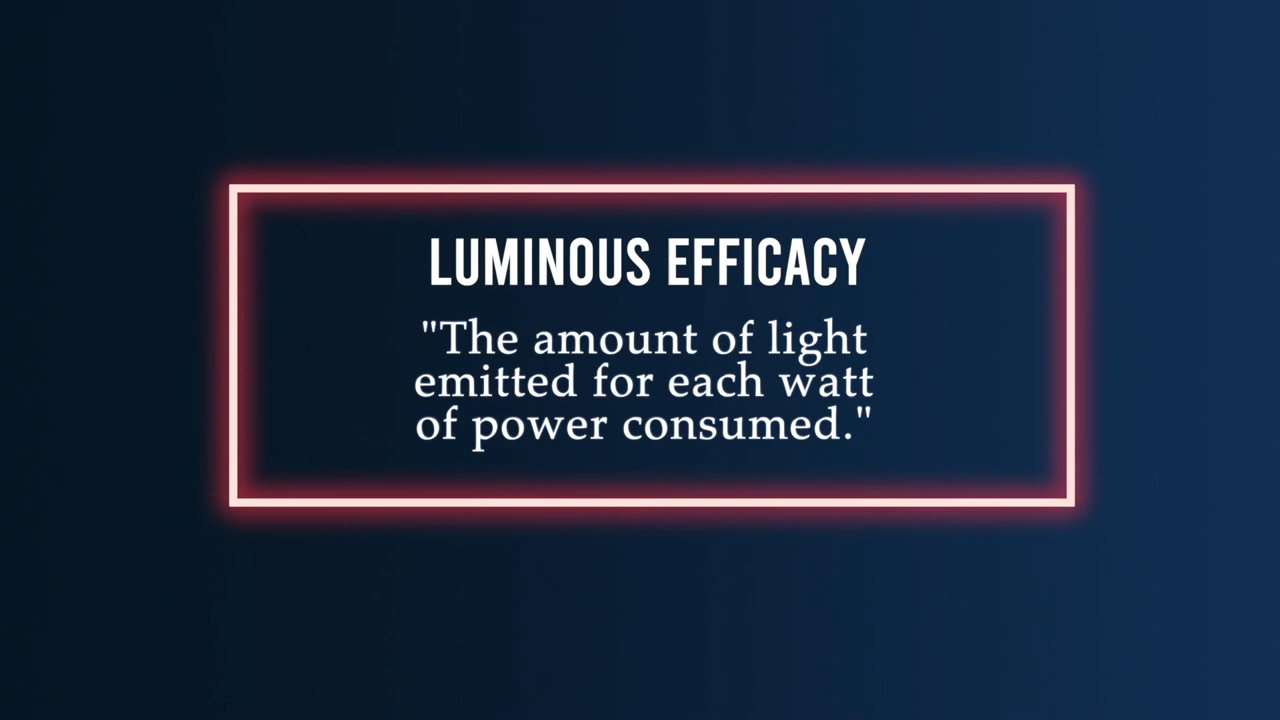 LUMINOUS EFFICACY
"The amount of light
emitted for each watt
of power consumed."